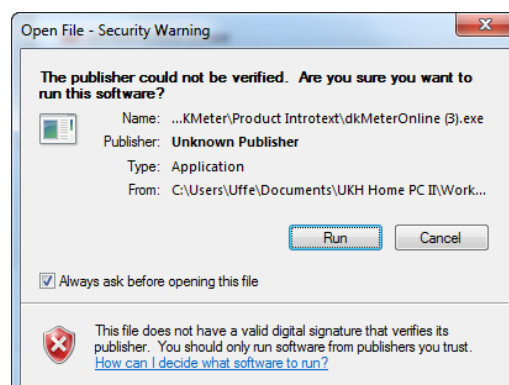 Open File - Security Warning
The publisher could not be verified. Are you sure you want to
run this software?
Name: ...KMeter\Product Introtext\dkMeterOnline (3).exe
Publisher: Unknown Publisher
Type: Application
From: C:\Users\Uffe\Documents\UKH Home PC II\Work...
Run Cancel
Always ask before opening this file
This file does not have a valid digital signature that verifies its
publisher. You should only run software from publishers you trust.
How can I decide what software to run?